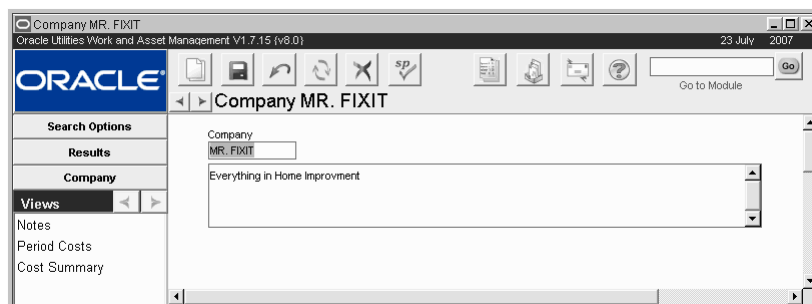 Company MR. FIXIT
Oracle Utilities Work and Asset Management V1.7.15 {v8.0} 23 July 2007
ORACLE
sp
Go
Go to Module
Company MR. FIXIT
Search Options
Results
Company
Views
Notes
Period Costs
Cost Summary
Company
MR. FIXIT
Everything in Home Improvment